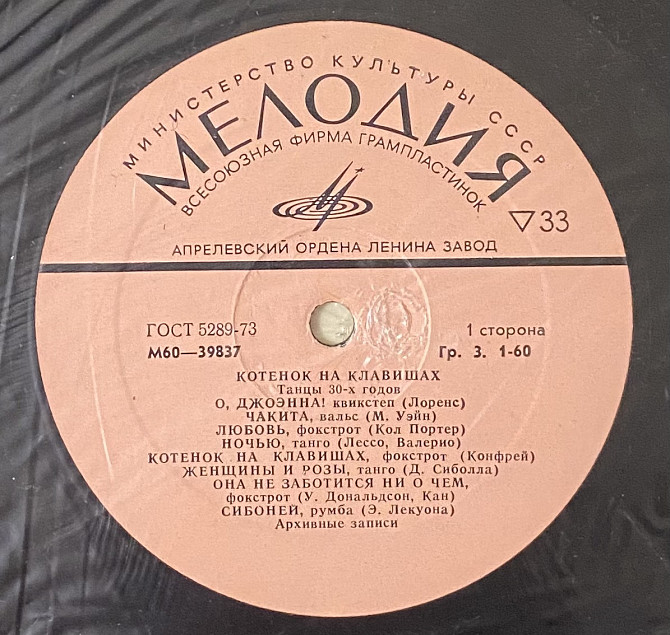 МИНИСТЕРСТВО КУЛЬТУРЫ СССР
МЕЛОДИЯ
ВСЕСОЮЗНАЯ ФИРМА ГРАМПЛАСТИНОК
▽33
АПРЕЛЕВСКИЙ ОРДЕНА ЛЕНИНА ЗАВОД
ГОСТ 5289-73
1 сторона
М60—39837
Гр. 3. 1-60
КОТЕНОК НА КЛАВИШАХ
Танцы 30-х годов
О, ДЖОЭННА! квикстеп (Лоренс)
ЧАКИТА, вальс (М. Уэйн)
ЛЮБОВЬ, фокстрот (Кол Портер)
НОЧЬЮ, танго (Лессо, Валерио)
КОТЕНОК НА КЛАВИШАХ, фокстрот (Конфрей)
ЖЕНЩИНЫ И РОЗЫ, танго (Д. Сиболла)
ОНА НЕ ЗАБОТИТСЯ НИ О ЧЕМ,
фокстрот (У. Дональдсон, Кан)
СИБОНЕЙ, румба (Э. Лекуона)
Архивные записи